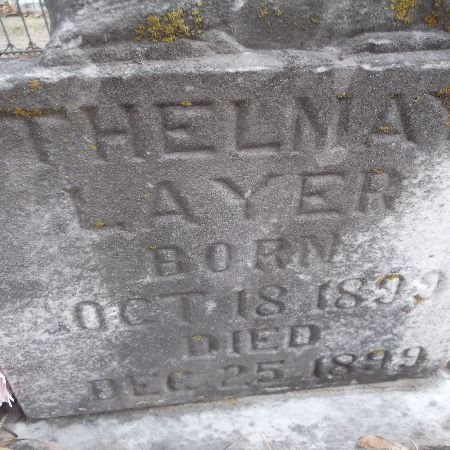 THELMA Y
LAYER
BORN
OCT 18 1899
DIED
DEC 25 1899